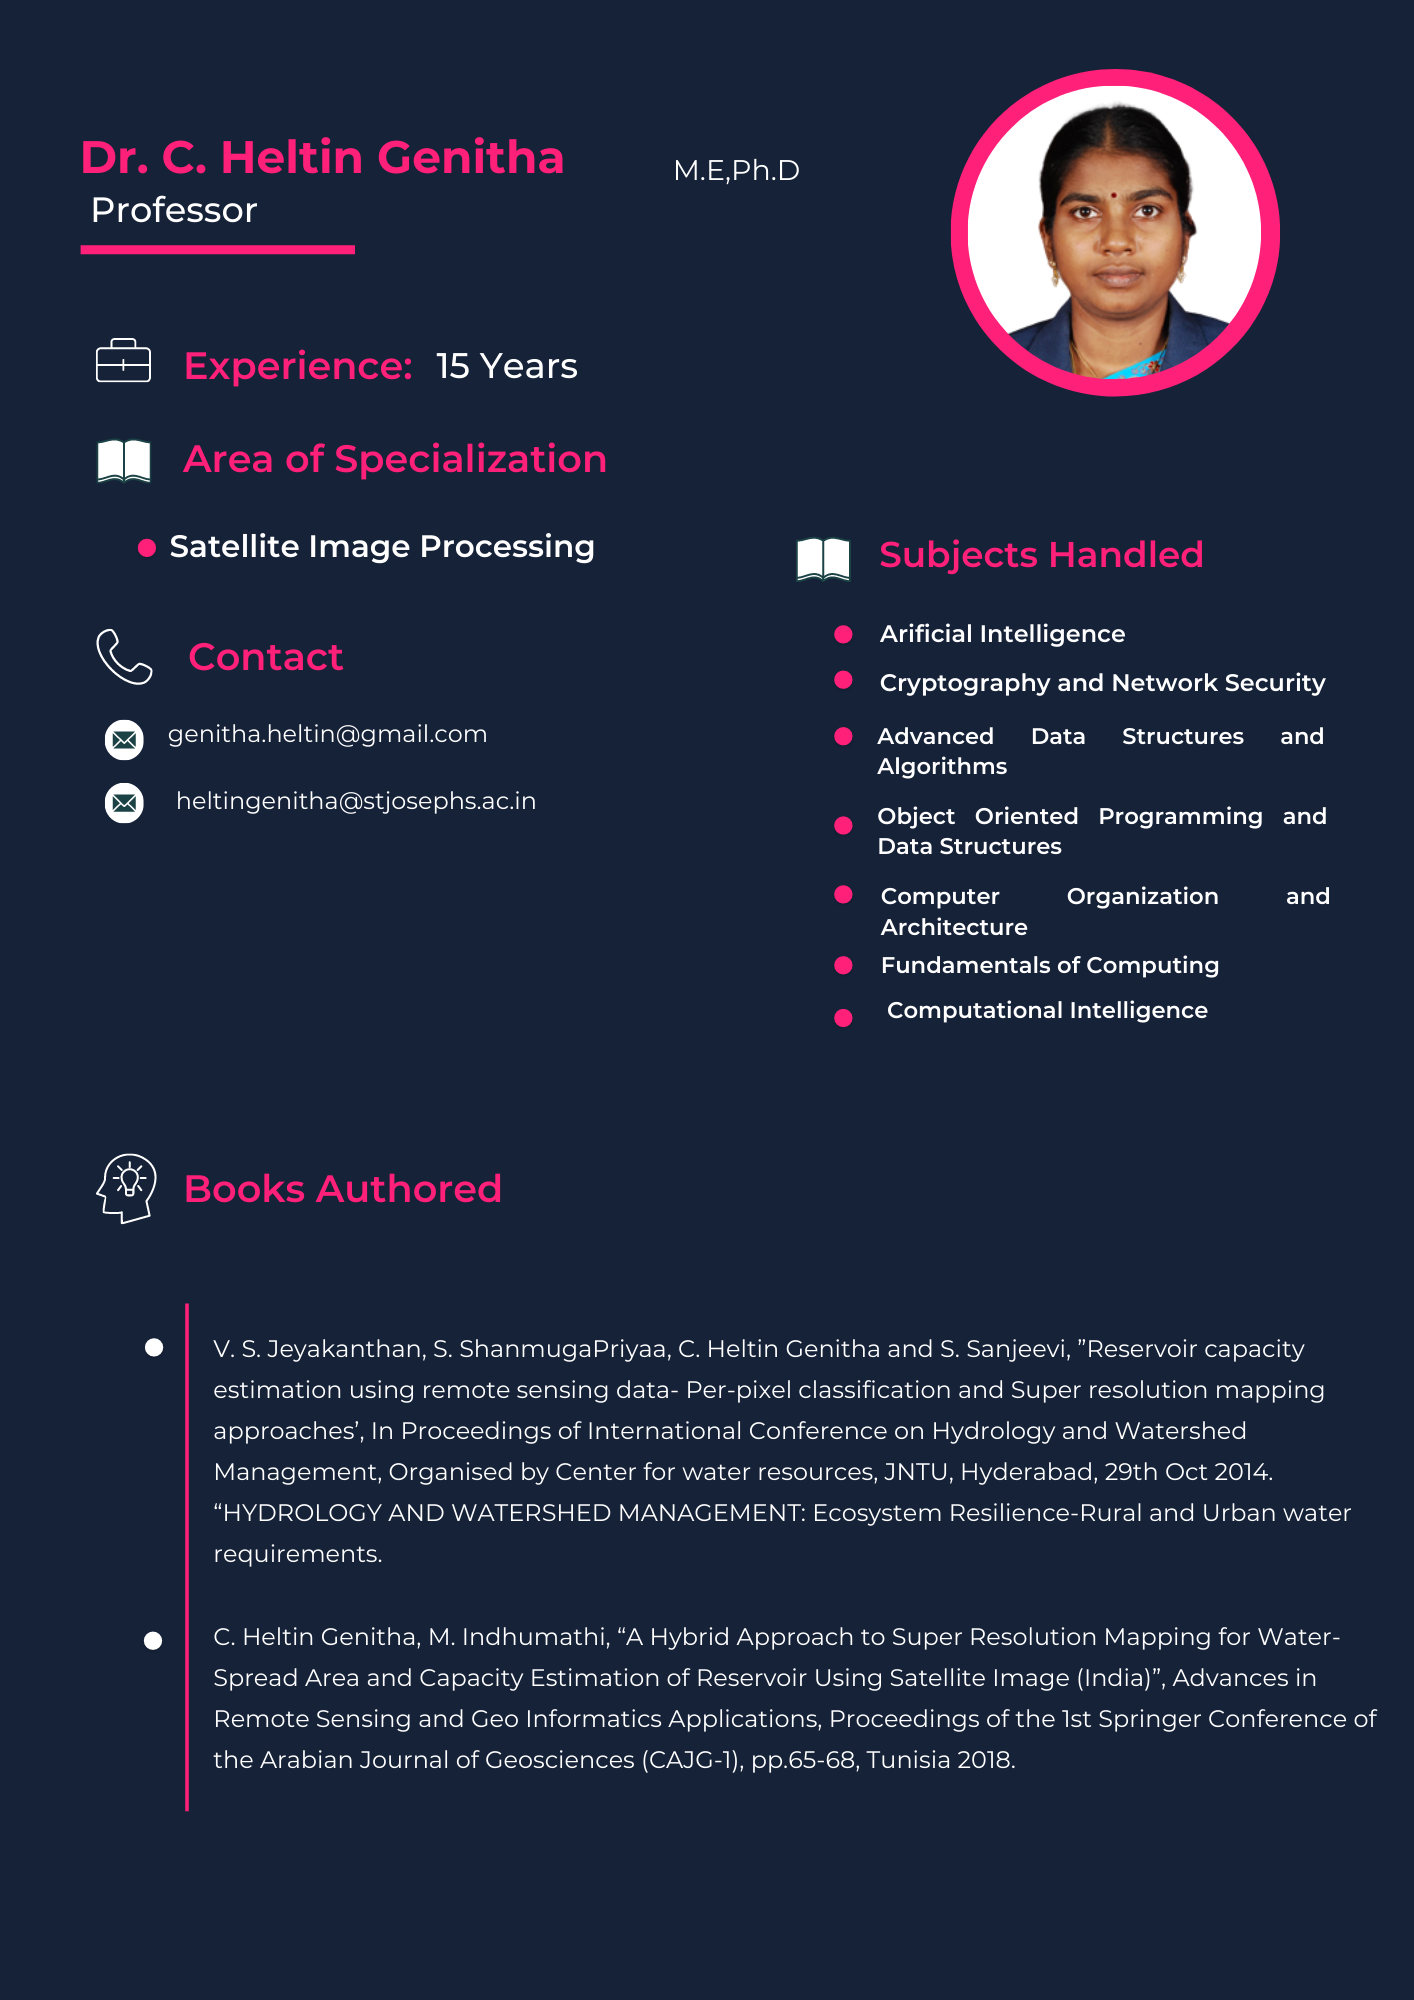 Dr. C. Heltin Genitha
M.E,Ph.D
Professor
Experience: 15 Years
Area of Specialization
Satellite Image Processing
Contact
genitha.heltin@gmail.com
heltingenitha@stjosephs.ac.in
Subjects Handled
Arificial Intelligence
Cryptography and Network Security
Advanced Data Structures and
Algorithms
Object Oriented Programming and
Data Structures
Computer Organization and
Architecture
Fundamentals of Computing
Computational Intelligence
Books Authored
V. S. Jeyakanthan, S. ShanmugaPriyaa, C. Heltin Genitha and S. Sanjeevi, ”Reservoir capacity
estimation using remote sensing data- Per-pixel classification and Super resolution mapping
approaches’, In Proceedings of International Conference on Hydrology and Watershed
Management, Organised by Center for water resources, JNTU, Hyderabad, 29th Oct 2014.
“HYDROLOGY AND WATERSHED MANAGEMENT: Ecosystem Resilience-Rural and Urban water
requirements.
C. Heltin Genitha, M. Indhumathi, “A Hybrid Approach to Super Resolution Mapping for Water-
Spread Area and Capacity Estimation of Reservoir Using Satellite Image (India)”, Advances in
Remote Sensing and Geo Informatics Applications, Proceedings of the 1st Springer Conference of
the Arabian Journal of Geosciences (CAJG-1), pp.65-68, Tunisia 2018.